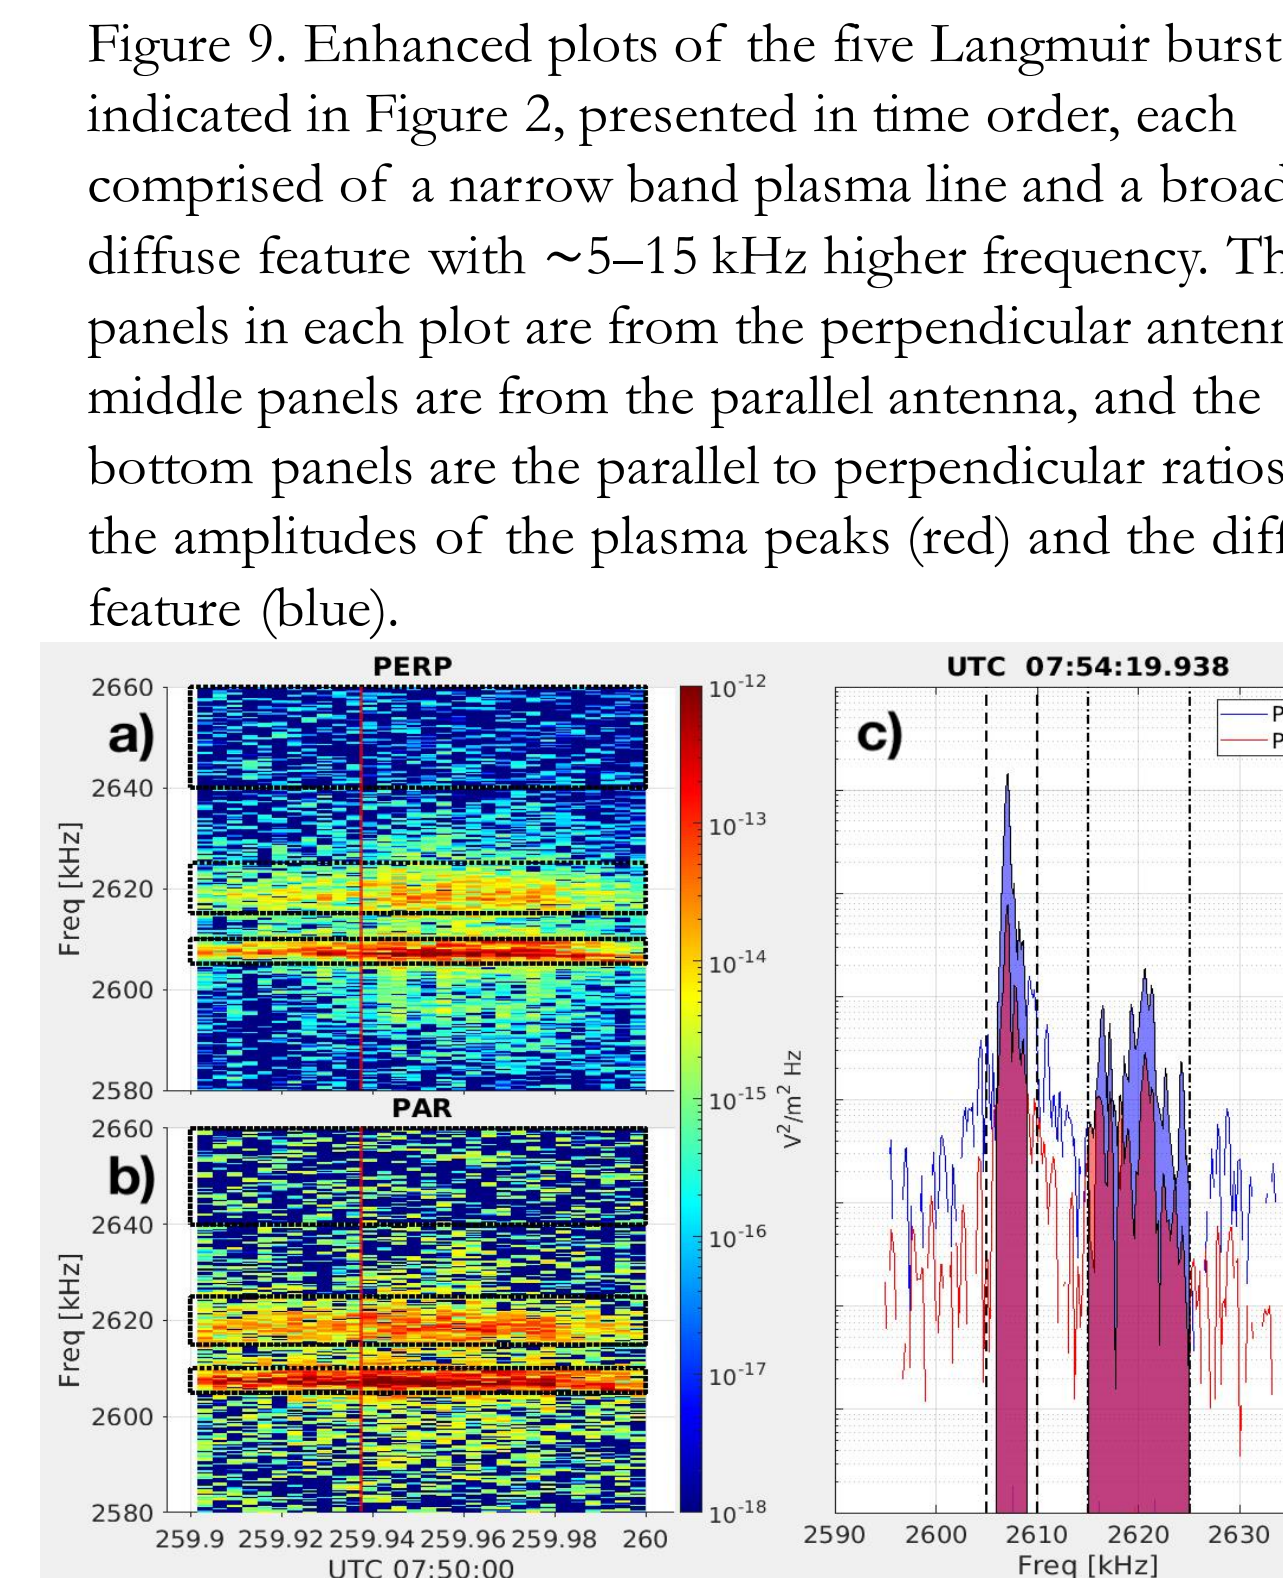 Figure 9. Enhanced plots of the five Langmuir burst
indicated in Figure 2, presented in time order, each
comprised of a narrow band plasma line and a broad
diffuse feature with ~5–15 kHz higher frequency. Th
panels in each plot are from the perpendicular antenn
middle panels are from the parallel antenna, and the
bottom panels are the parallel to perpendicular ratios
the amplitudes of the plasma peaks (red) and the diff
feature (blue).
PERP
a)
Freq [kHz]
2660
2640
2620
2600
2580
PAR
b)
Freq [kHz]
2660
2640
2620
2600
2580
259.9 259.92 259.94 259.96 259.98 260
UTC 07:50:00
10⁻¹²
10⁻¹³
10⁻¹⁴
10⁻¹⁵
10⁻¹⁶
10⁻¹⁷
10⁻¹⁸
V²/m² Hz
UTC 07:54:19.938
c)
P
P
2590 2600 2610 2620 2630
Freq [kHz]